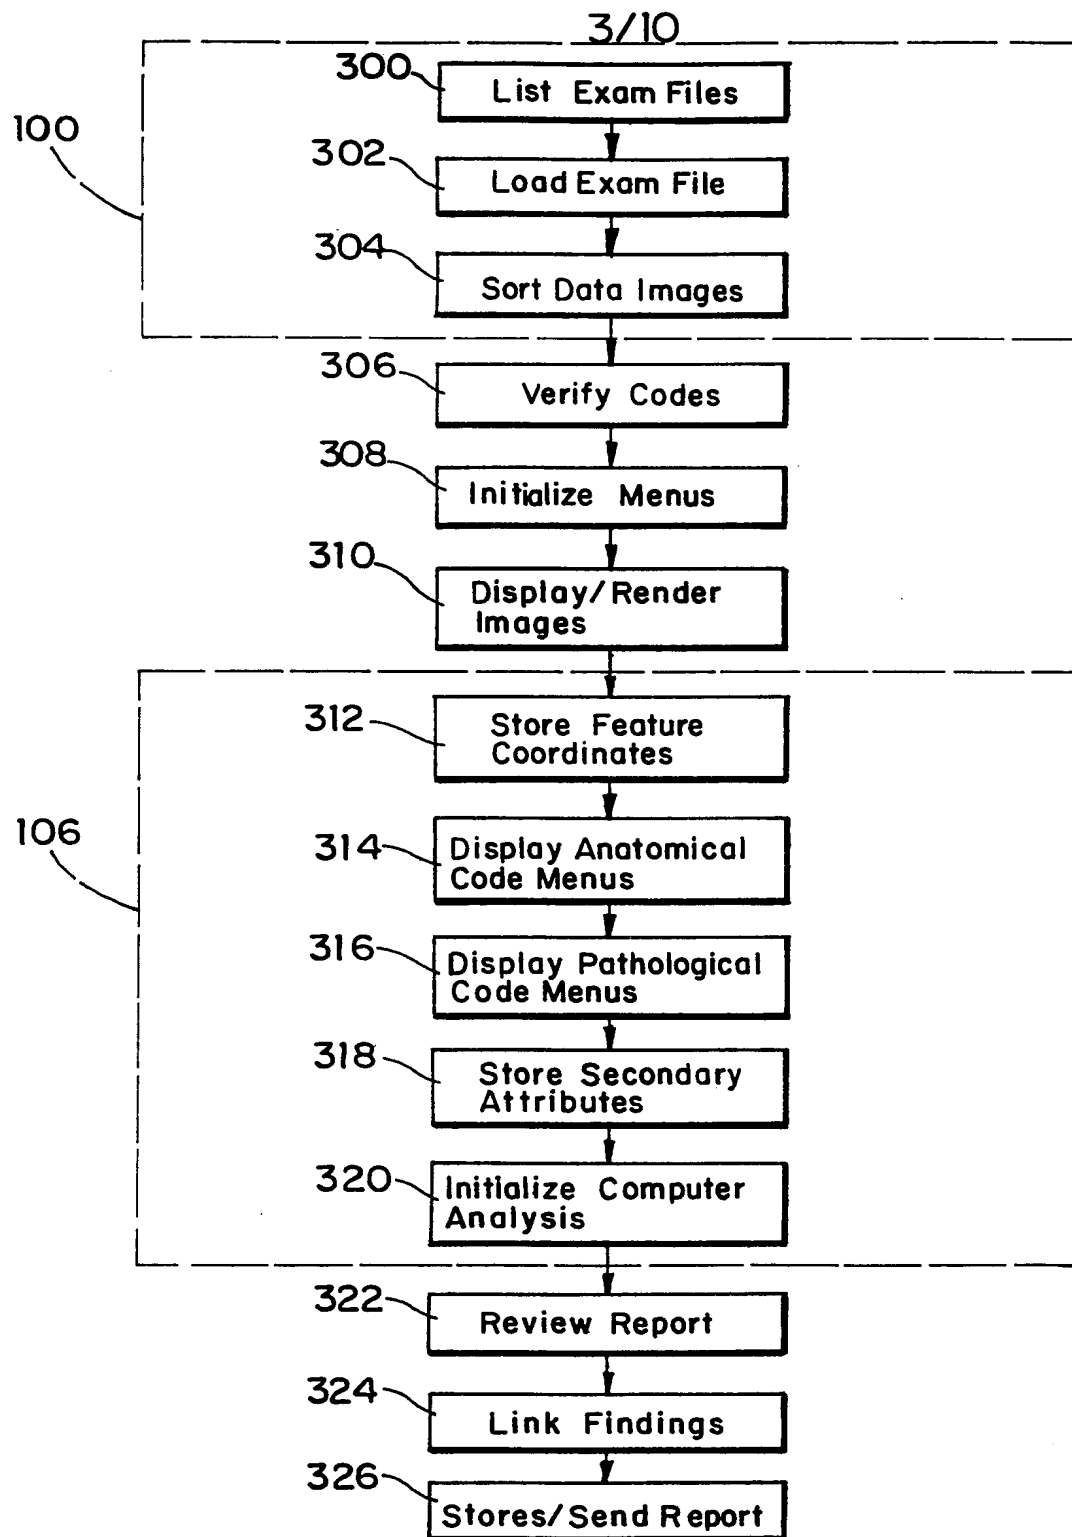 3/10
300
List Exam Files
100
302
Load Exam File
304
Sort Data Images
306
Verify Codes
308
Initialize Menus
310
Display/Render
Images
312
Store Feature
Coordinates
106
314
Display Anatomical
Code Menus
316
Display Pathological
Code Menus
318
Store Secondary
Attributes
320
Initialize Computer
Analysis
322
Review Report
324
Link Findings
326
Stores/Send Report